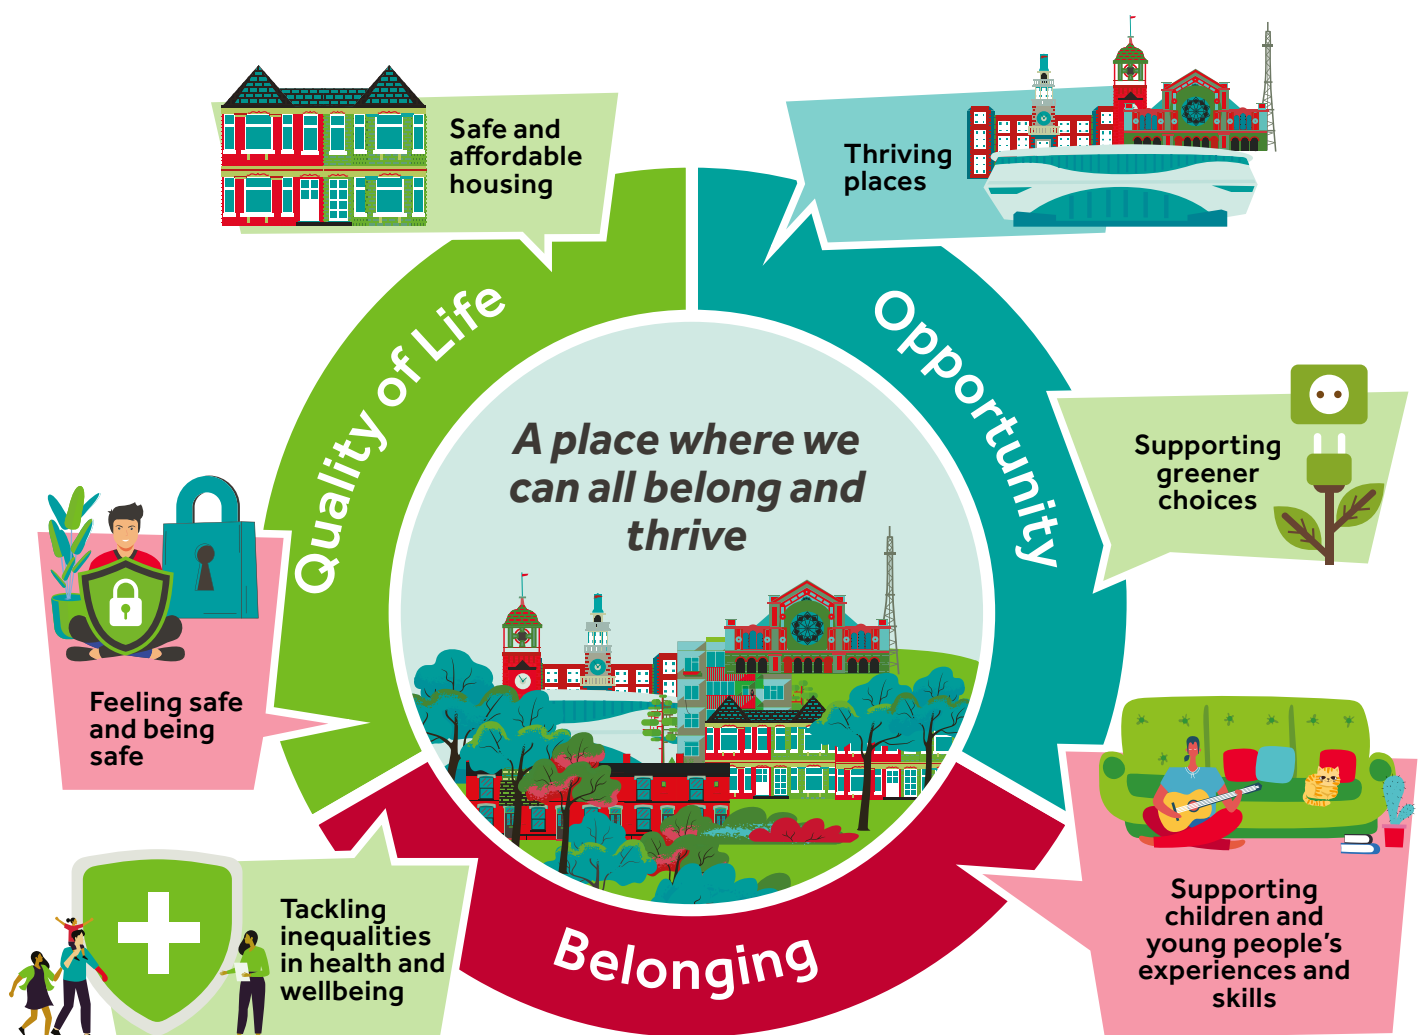 Safe and
affordable
housing
Thriving
places
Quality of Life
Opportunity
A place where we
can all belong and
thrive
Supporting
greener
choices
Feeling safe
and being
safe
Tackling
inequalities
in health and
wellbeing
Belonging
Supporting
children and
young people's
experiences and
skills